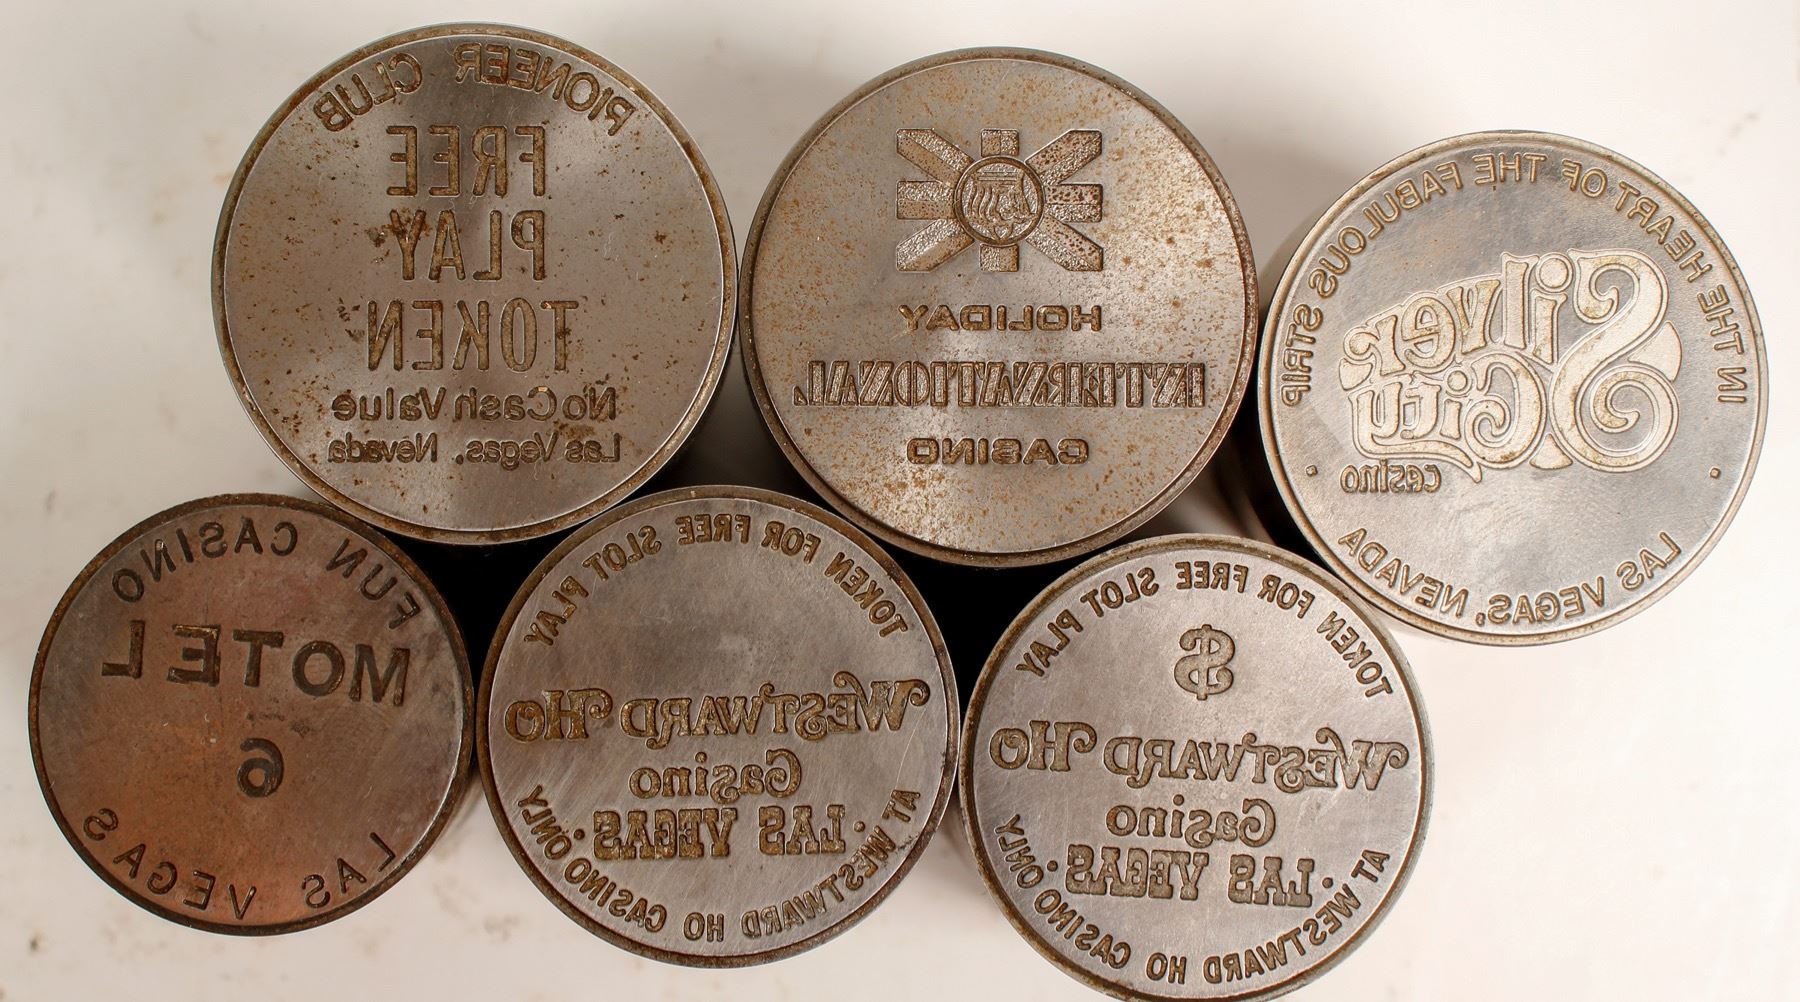 PIONEER CLUB
FREE
PLAY
TOKEN
No Cash Value
Las Vegas, Nevada
HOLIDAY
INTERNATIONAL
CASINO
IN THE HEART OF THE FABULOUS STRIP
Silver
City
casino
LAS VEGAS, NEVADA
FUN CASINO
MOTEL
6
LAS VEGAS
TOKEN FOR FREE SLOT PLAY
WESTWARD HO
Casino
LAS VEGAS
AT WESTWARD HO CASINO ONLY
TOKEN FOR FREE SLOT PLAY
$
WESTWARD HO
Casino
LAS VEGAS
AT WESTWARD HO CASINO ONLY